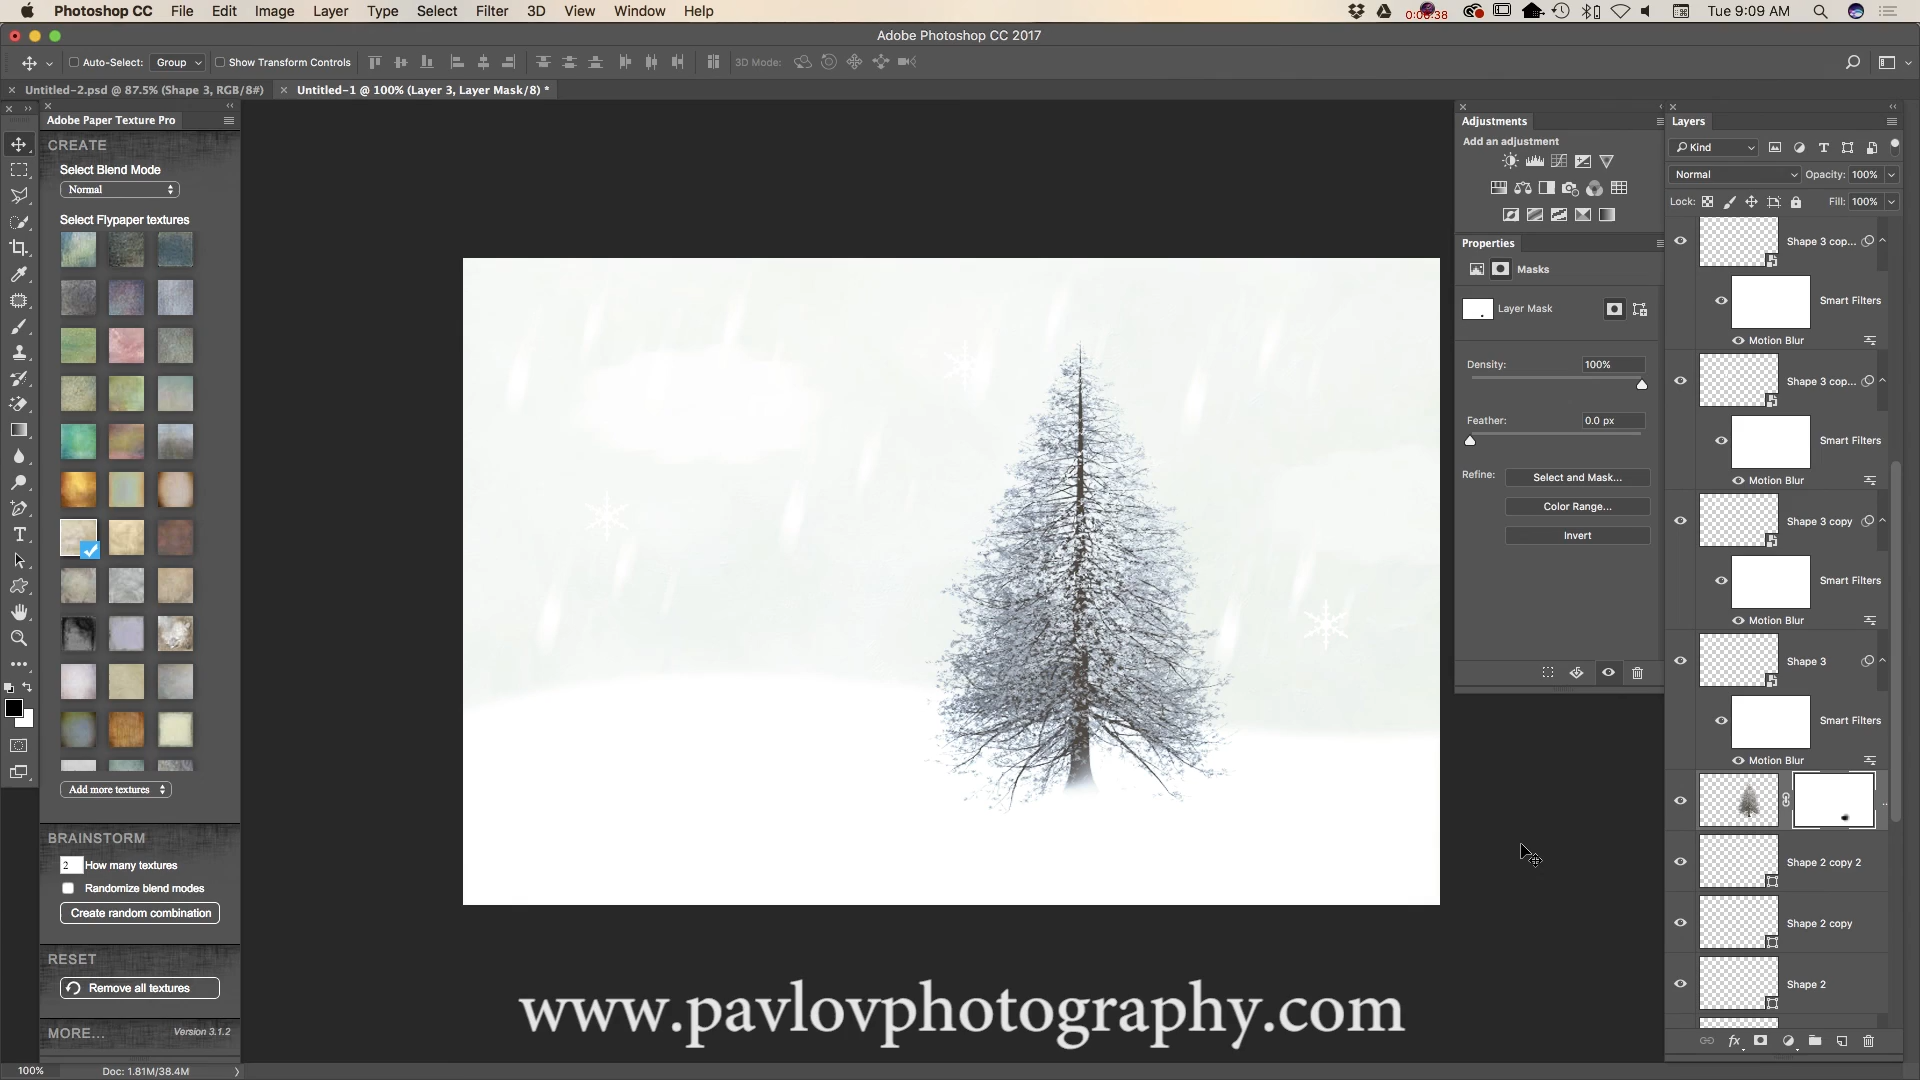 Photoshop CC File Edit Image Layer Type Select Filter 3D View Window Help
0:06:38 Tue 9:09 AM
Adobe Photoshop CC 2017
Auto-Select: Group Show Transform Controls 3D Mode:
Untitled-2.psd @ 87.5% (Shape 3, RGB/8#)
Untitled-1 @ 100% (Layer 3, Layer Mask/8) *
Adobe Paper Texture Pro
CREATE
Select Blend Mode
Normal
Select Flypaper textures
Add more textures
BRAINSTORM
2 How many textures
Randomize blend modes
Create random combination
RESET
Remove all textures
MORE... Version 3.1.2
100% Doc: 1.81M/38.4M
www.pavlovphotography.com
Adjustments
Add an adjustment
Properties
Masks
Layer Mask
Density: 100%
Feather: 0.0 px
Refine: Select and Mask...
Color Range...
Invert
Layers
Kind
Normal Opacity: 100%
Lock: Fill: 100%
Shape 3 cop...
Smart Filters
Motion Blur
Shape 3 cop...
Smart Filters
Motion Blur
Shape 3 copy
Smart Filters
Motion Blur
Shape 3
Smart Filters
Motion Blur
Shape 2 copy 2
Shape 2 copy
Shape 2
fx